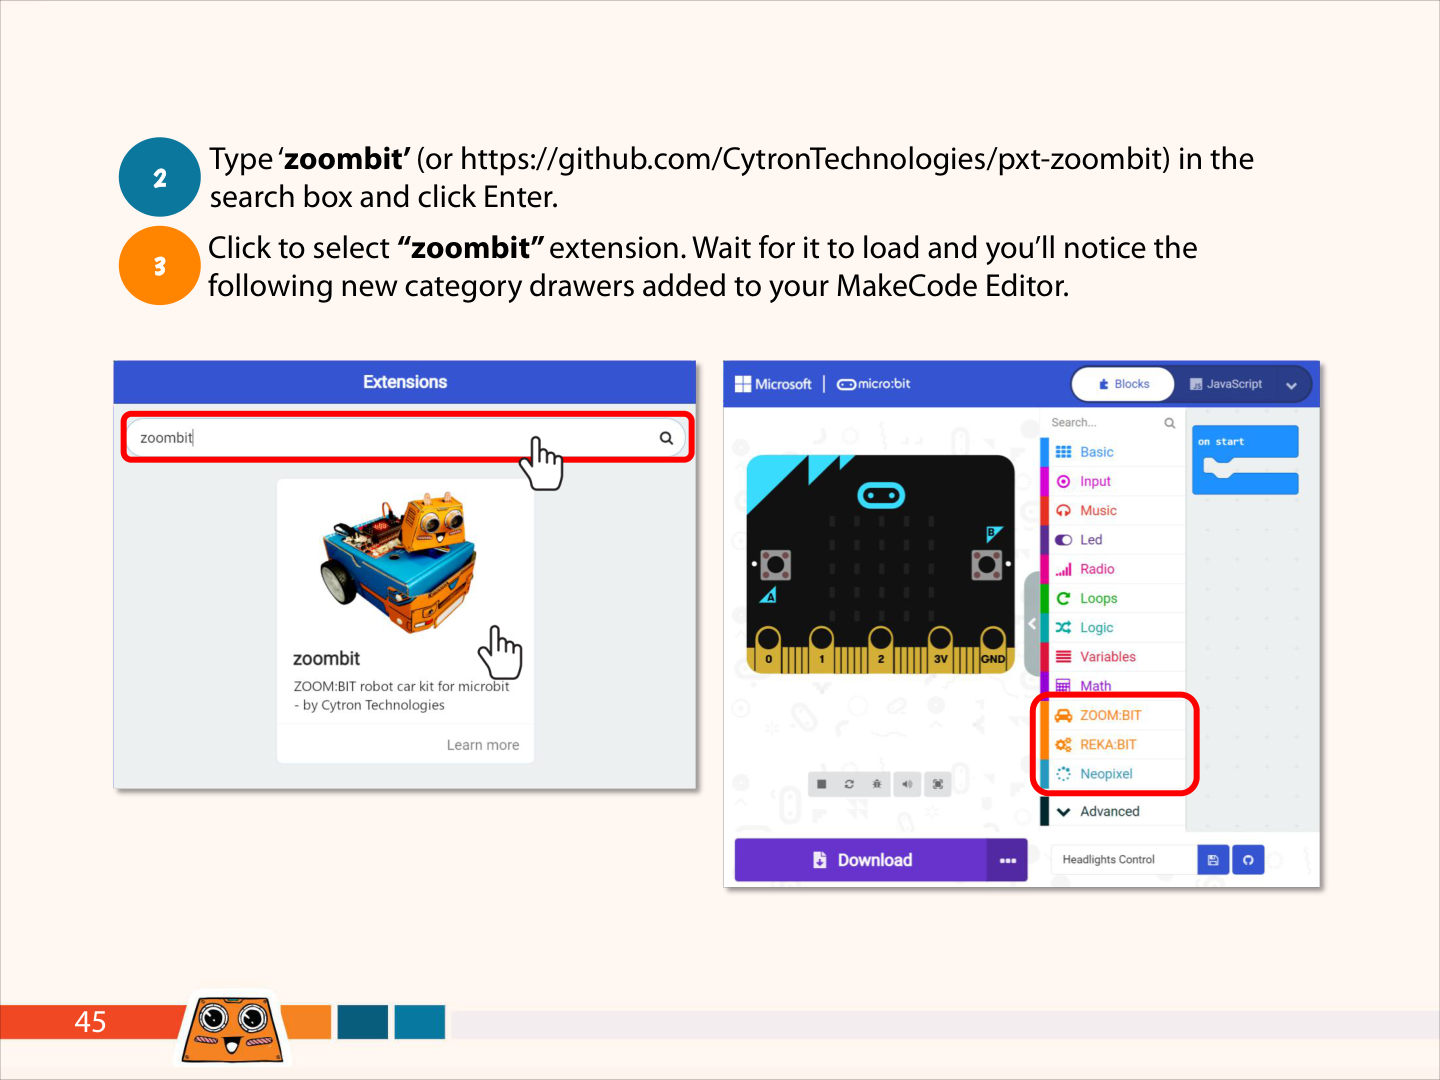 2
Type ‘zoombit’ (or https://github.com/CytronTechnologies/pxt-zoombit) in the
search box and click Enter.
3
Click to select “zoombit” extension. Wait for it to load and you’ll notice the
following new category drawers added to your MakeCode Editor.
Extensions
zoombit
zoombit
ZOOM:BIT robot car kit for microbit
- by Cytron Technologies
Learn more
Microsoft | micro:bit
Blocks
JS JavaScript
Search...
Basic
Input
Music
Led
Radio
Loops
Logic
Variables
Math
ZOOM:BIT
REKA:BIT
Neopixel
Advanced
on start
B
A
0 1 2 3V GND
Download
Headlights Control
45